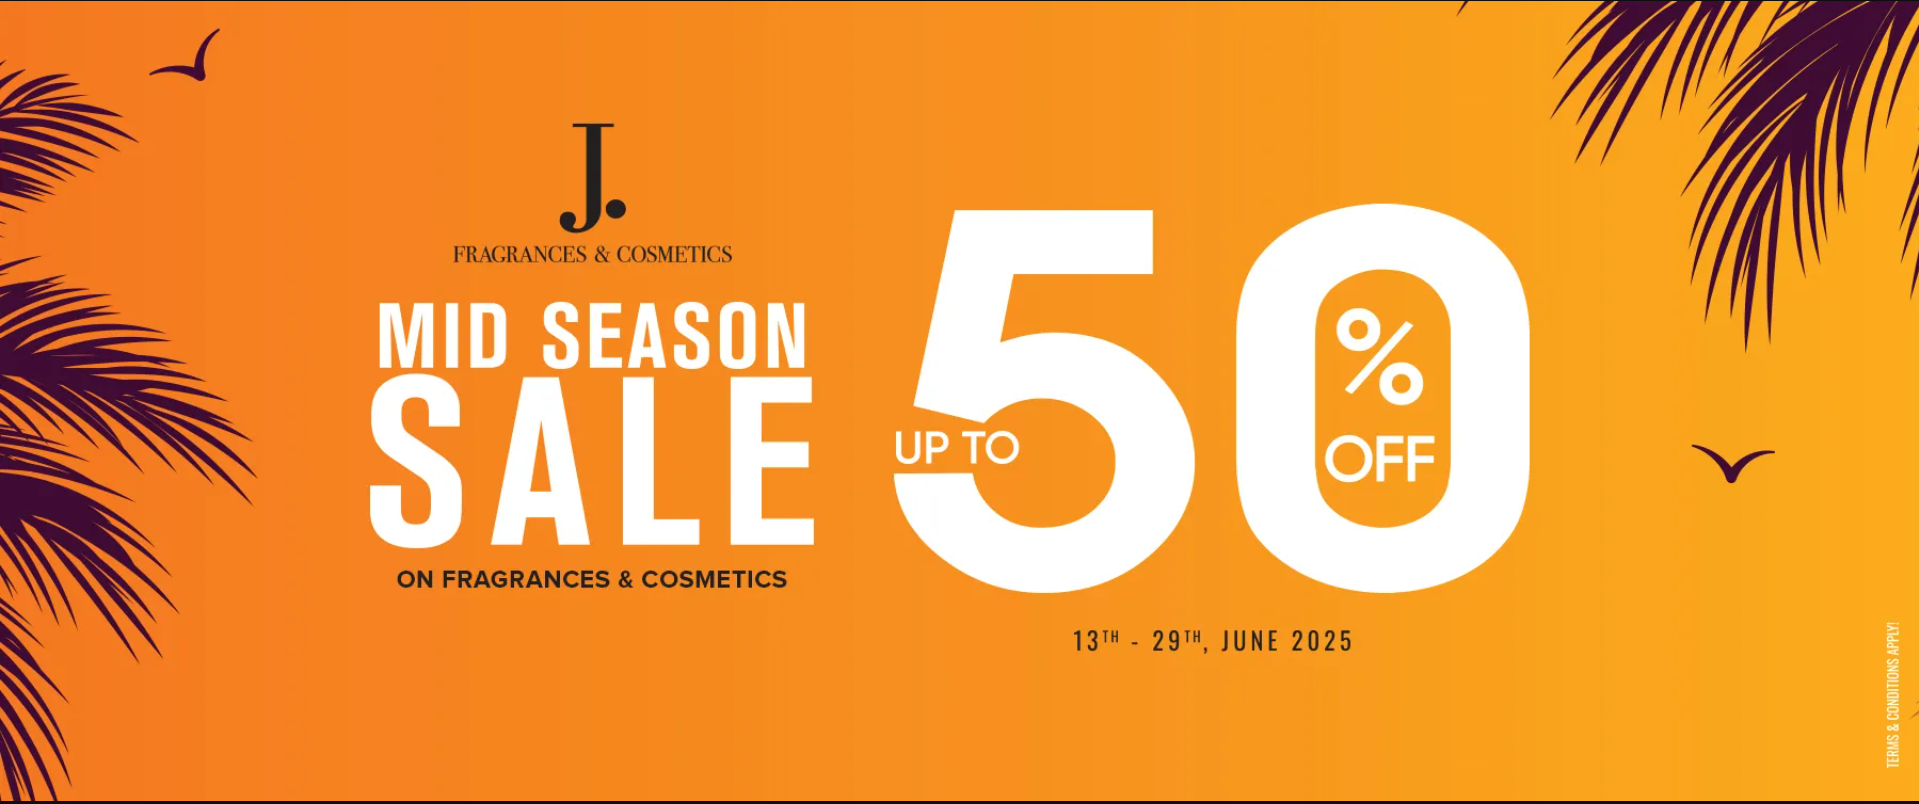 J.
FRAGRANCES & COSMETICS
MID SEASON
SALE
ON FRAGRANCES & COSMETICS
UP TO
50
%
OFF
13TH - 29TH, JUNE 2025
TERMS & CONDITIONS APPLY!